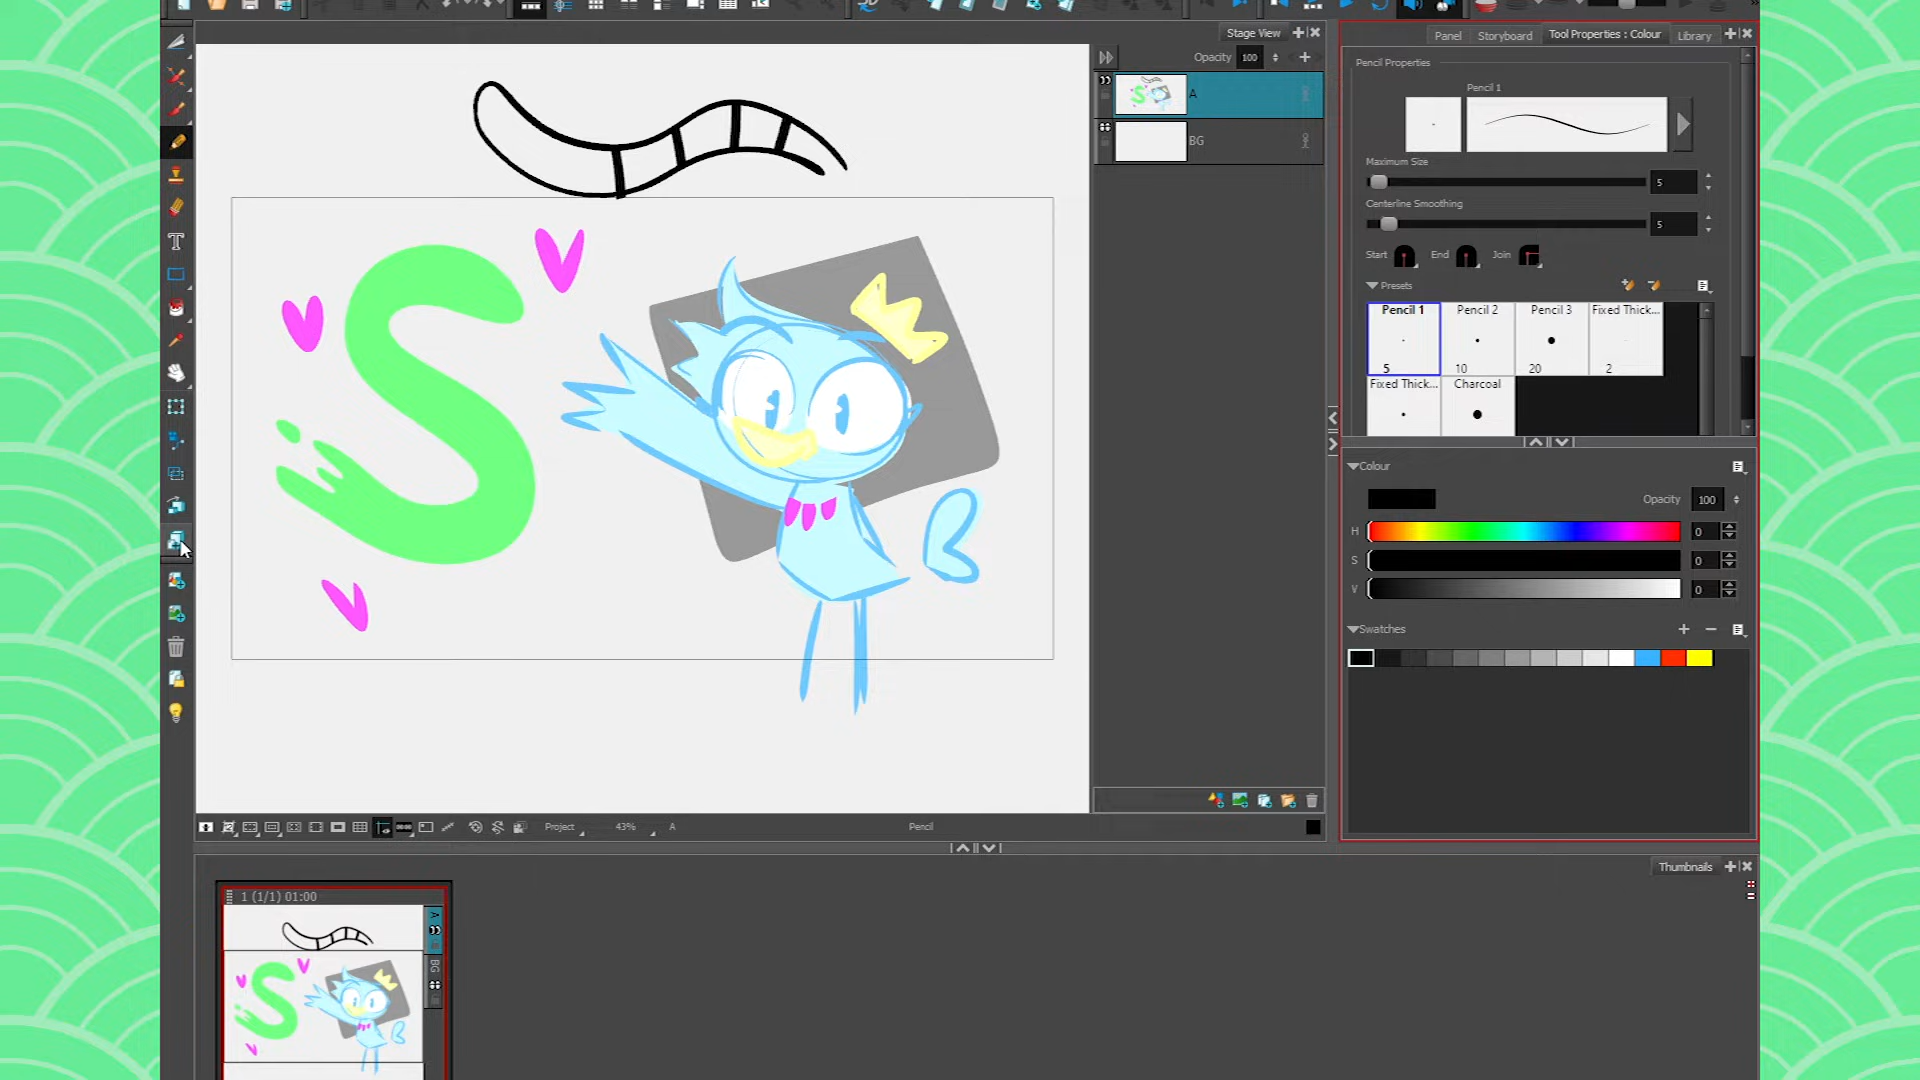 Stage View
Opacity 100
A
BG
Panel Storyboard Tool Properties : Colour Library
Pencil Properties
Pencil 1
Maximum Size
5
Centerline Smoothing
5
Start End Join
Presets
Pencil 1 Pencil 2 Pencil 3 Fixed Thick...
5 10 20 2
Fixed Thick... Charcoal
Colour
Opacity 100
H 0
S 0
V 0
Swatches
S
T
Project 43% A Pencil
Thumbnails
1 (1/1) 01:00
A
BG
S